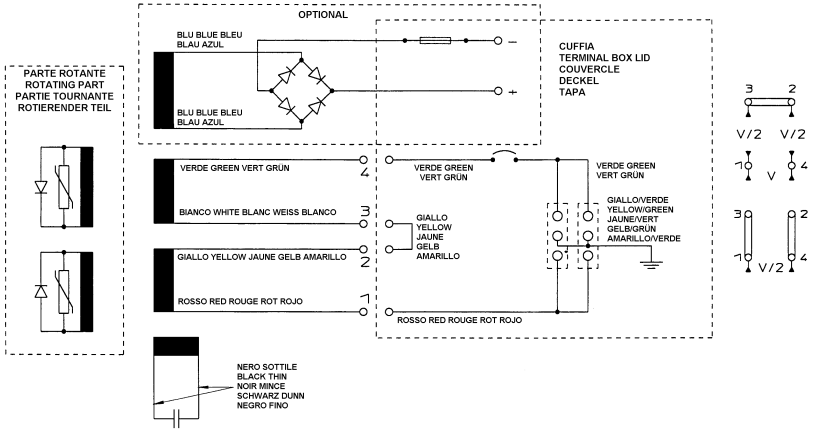 OPTIONAL
BLU BLUE BLEU
BLAU AZUL
BLU BLUE BLEU
BLAU AZUL
−
+
CUFFIA
TERMINAL BOX LID
COUVERCLE
DECKEL
TAPA
PARTE ROTANTE
ROTATING PART
PARTIE TOURNANTE
ROTIERENDER TEIL
VERDE GREEN VERT GRÜN
4
BIANCO WHITE BLANC WEISS BLANCO
3
GIALLO YELLOW JAUNE GELB AMARILLO
2
ROSSO RED ROUGE ROT ROJO
1
VERDE GREEN
VERT GRÜN
VERDE GREEN
VERT GRÜN
GIALLO
YELLOW
JAUNE
GELB
AMARILLO
GIALLO/VERDE
YELLOW/GREEN
JAUNE/VERT
GELB/GRÜN
AMARILLO/VERDE
ROSSO RED ROUGE ROT ROJO
NERO SOTTILE
BLACK THIN
NOIR MINCE
SCHWARZ DUNN
NEGRO FINO
3 2
V/2 V/2
1 4
V
3 2
1 4
V/2